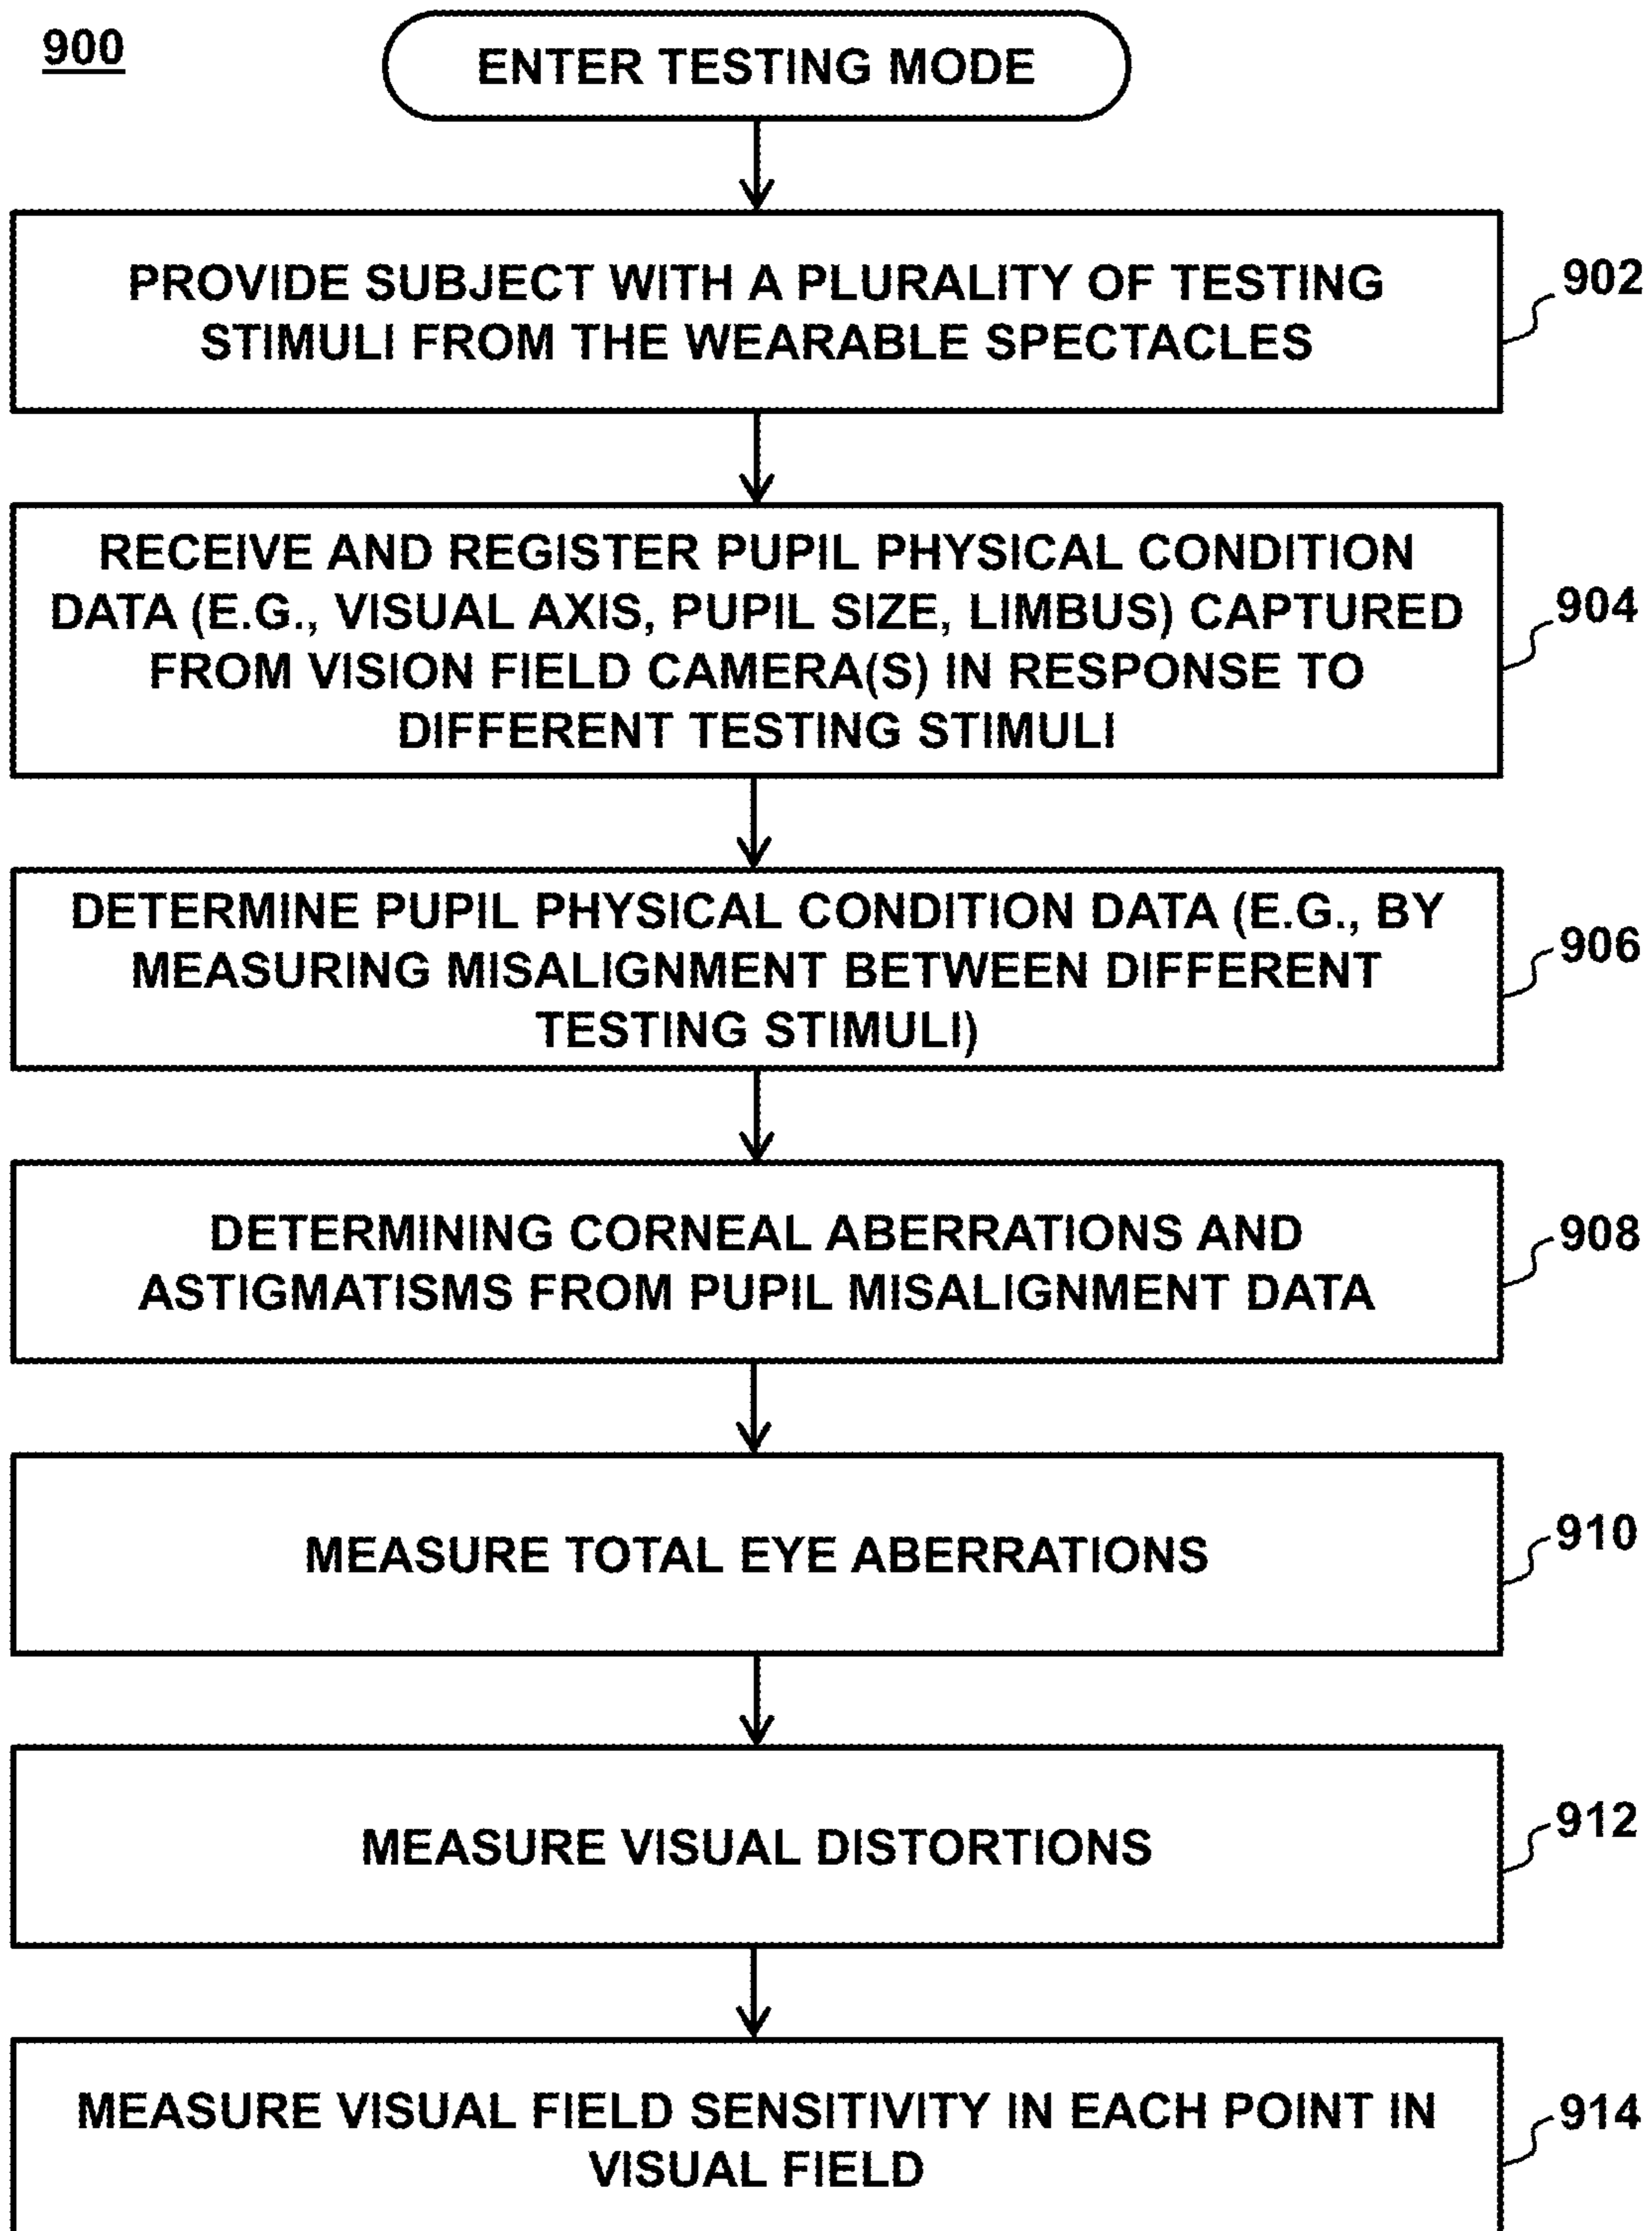 900
ENTER TESTING MODE
PROVIDE SUBJECT WITH A PLURALITY OF TESTING
STIMULI FROM THE WEARABLE SPECTACLES
902
RECEIVE AND REGISTER PUPIL PHYSICAL CONDITION
DATA (E.G., VISUAL AXIS, PUPIL SIZE, LIMBUS) CAPTURED
FROM VISION FIELD CAMERA(S) IN RESPONSE TO
DIFFERENT TESTING STIMULI
904
DETERMINE PUPIL PHYSICAL CONDITION DATA (E.G., BY
MEASURING MISALIGNMENT BETWEEN DIFFERENT
TESTING STIMULI)
906
DETERMINING CORNEAL ABERRATIONS AND
ASTIGMATISMS FROM PUPIL MISALIGNMENT DATA
908
MEASURE TOTAL EYE ABERRATIONS
910
MEASURE VISUAL DISTORTIONS
912
MEASURE VISUAL FIELD SENSITIVITY IN EACH POINT IN
VISUAL FIELD
914